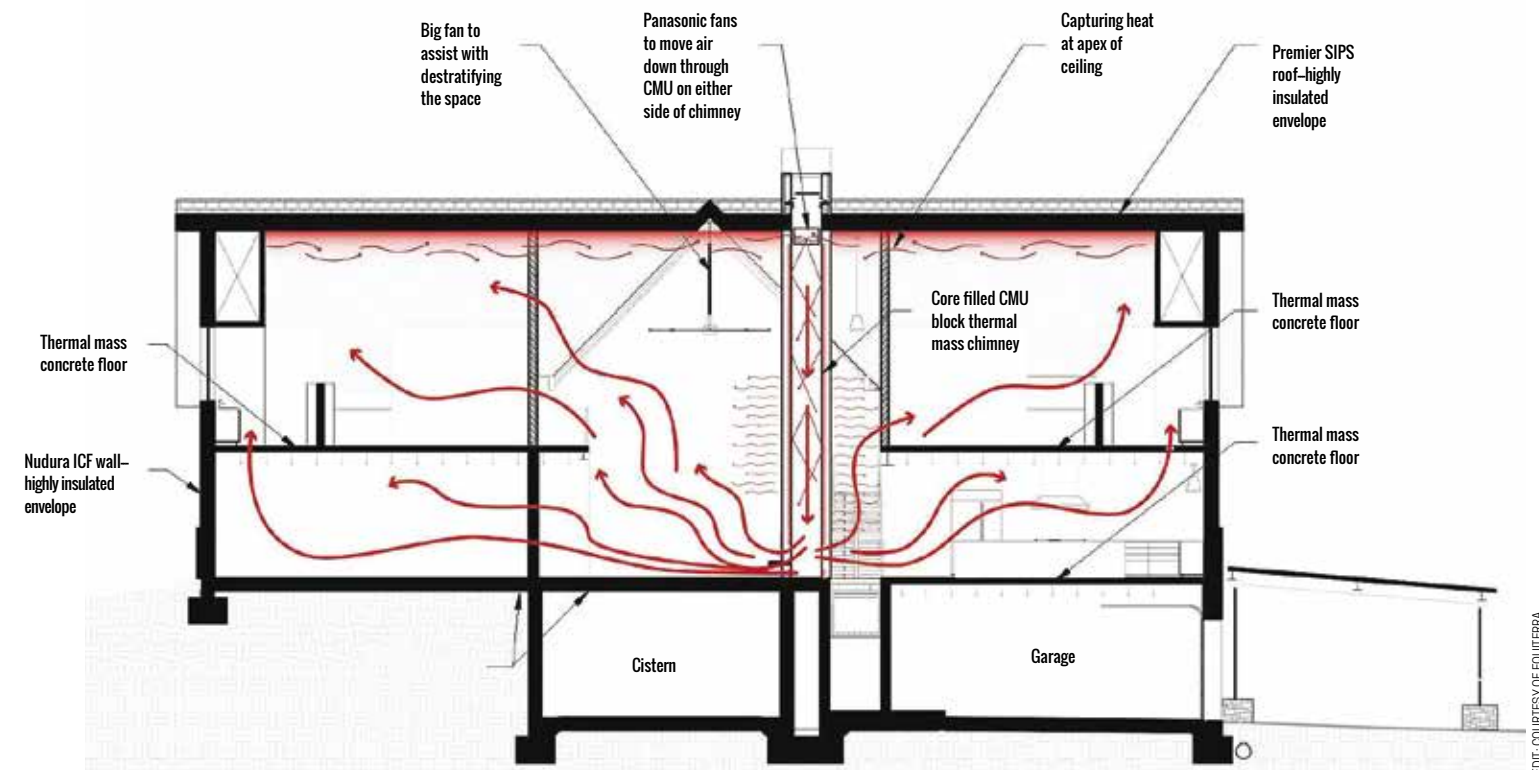 Big fan to
assist with
destratifying
the space
Panasonic fans
to move air
down through
CMU on either
side of chimney
Capturing heat
at apex of
ceiling
Premier SIPS
roof–highly
insulated
envelope
Thermal mass
concrete floor
Nudura ICF wall–
highly insulated
envelope
Core filled CMU
block thermal
mass chimney
Thermal mass
concrete floor
Thermal mass
concrete floor
Cistern
Garage
COURTESY OF EQUITERRA